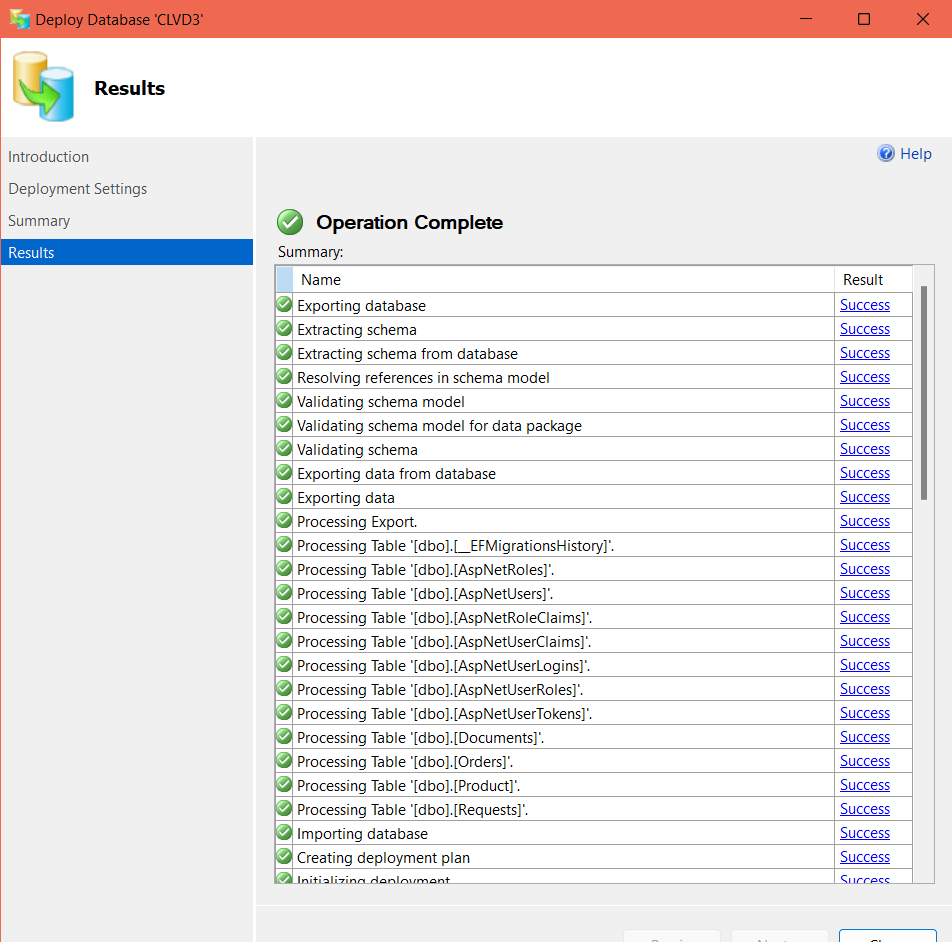 Deploy Database 'CLVD3'
Results
Introduction
Deployment Settings
Summary
Results
Help
Operation Complete
Summary:
Name Result
Exporting database Success
Extracting schema Success
Extracting schema from database Success
Resolving references in schema model Success
Validating schema model Success
Validating schema model for data package Success
Validating schema Success
Exporting data from database Success
Exporting data Success
Processing Export. Success
Processing Table '[dbo].[__EFMigrationsHistory]'. Success
Processing Table '[dbo].[AspNetRoles]'. Success
Processing Table '[dbo].[AspNetUsers]'. Success
Processing Table '[dbo].[AspNetRoleClaims]'. Success
Processing Table '[dbo].[AspNetUserClaims]'. Success
Processing Table '[dbo].[AspNetUserLogins]'. Success
Processing Table '[dbo].[AspNetUserRoles]'. Success
Processing Table '[dbo].[AspNetUserTokens]'. Success
Processing Table '[dbo].[Documents]'. Success
Processing Table '[dbo].[Orders]'. Success
Processing Table '[dbo].[Product]'. Success
Processing Table '[dbo].[Requests]'. Success
Importing database Success
Creating deployment plan Success
Initializing deployment Success